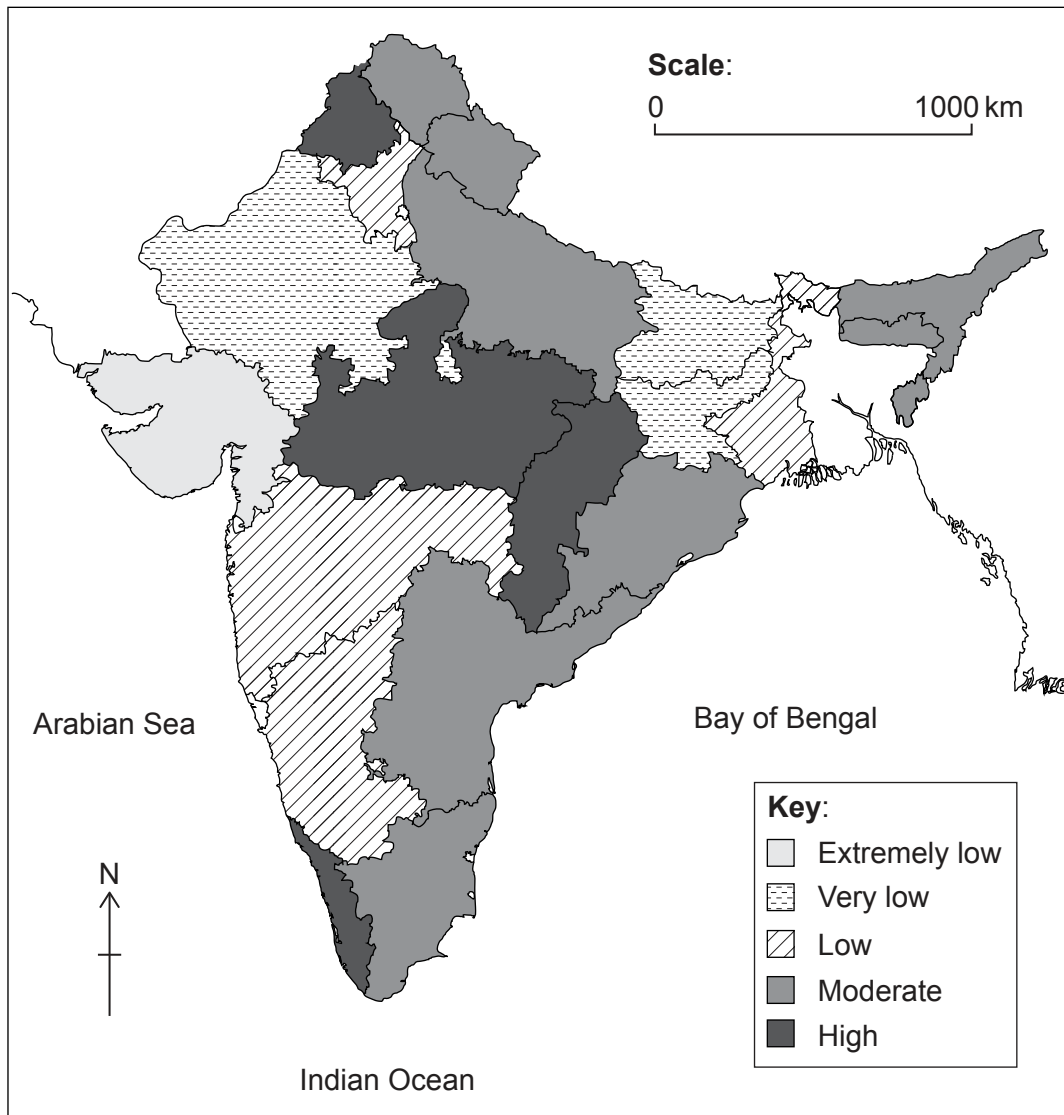 Scale:
0 1000 km
Arabian Sea
Bay of Bengal
Key:
Extremely low
Very low
Low
Moderate
High
N
Indian Ocean